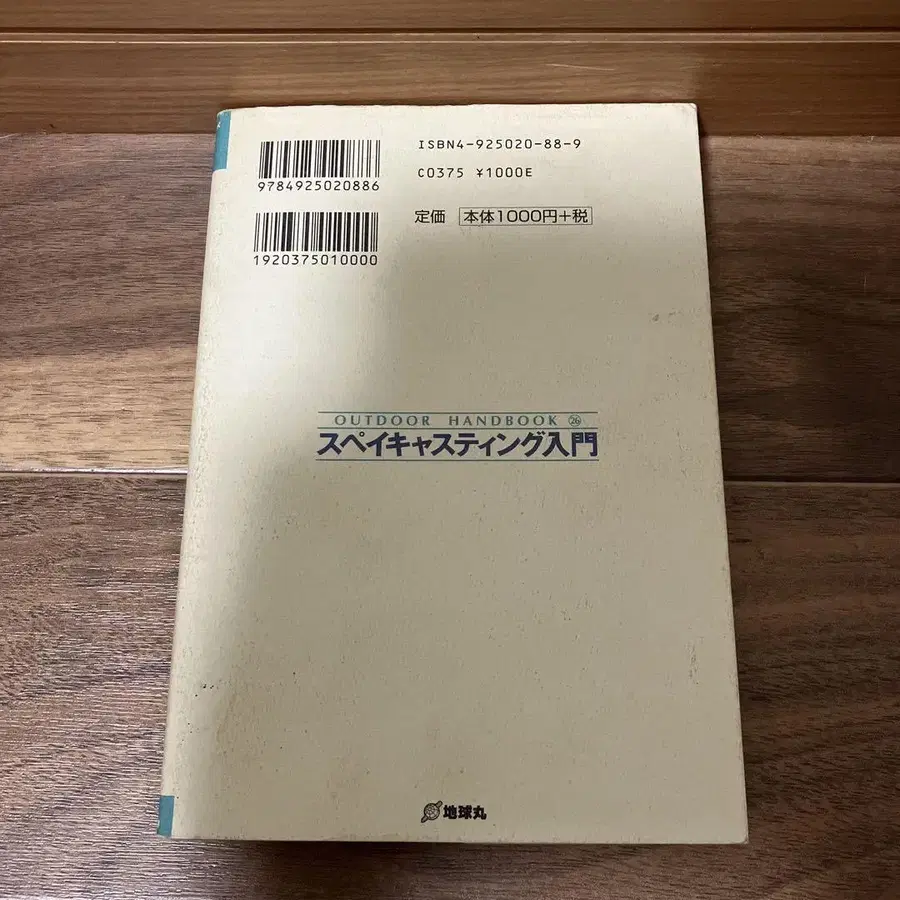 ISBN4-925020-88-9
9784925020886
C0375 ¥1000E
定価 本体1000円+税
1920375010000
OUTDOOR HANDBOOK 26
スペイキャスティング入門
地球丸